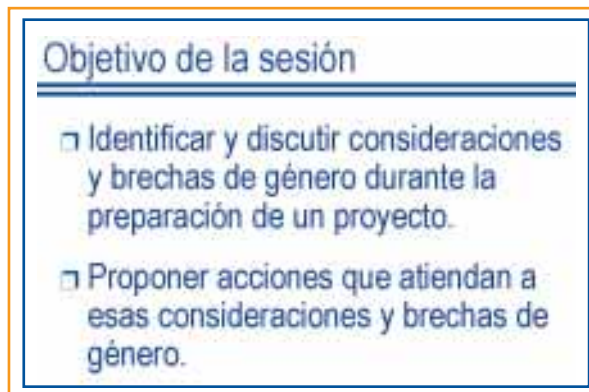 Objetivo de la sesión
Identificar y discutir consideraciones
y brechas de género durante la
preparación de un proyecto.
Proponer acciones que atiendan a
esas consideraciones y brechas de
género.